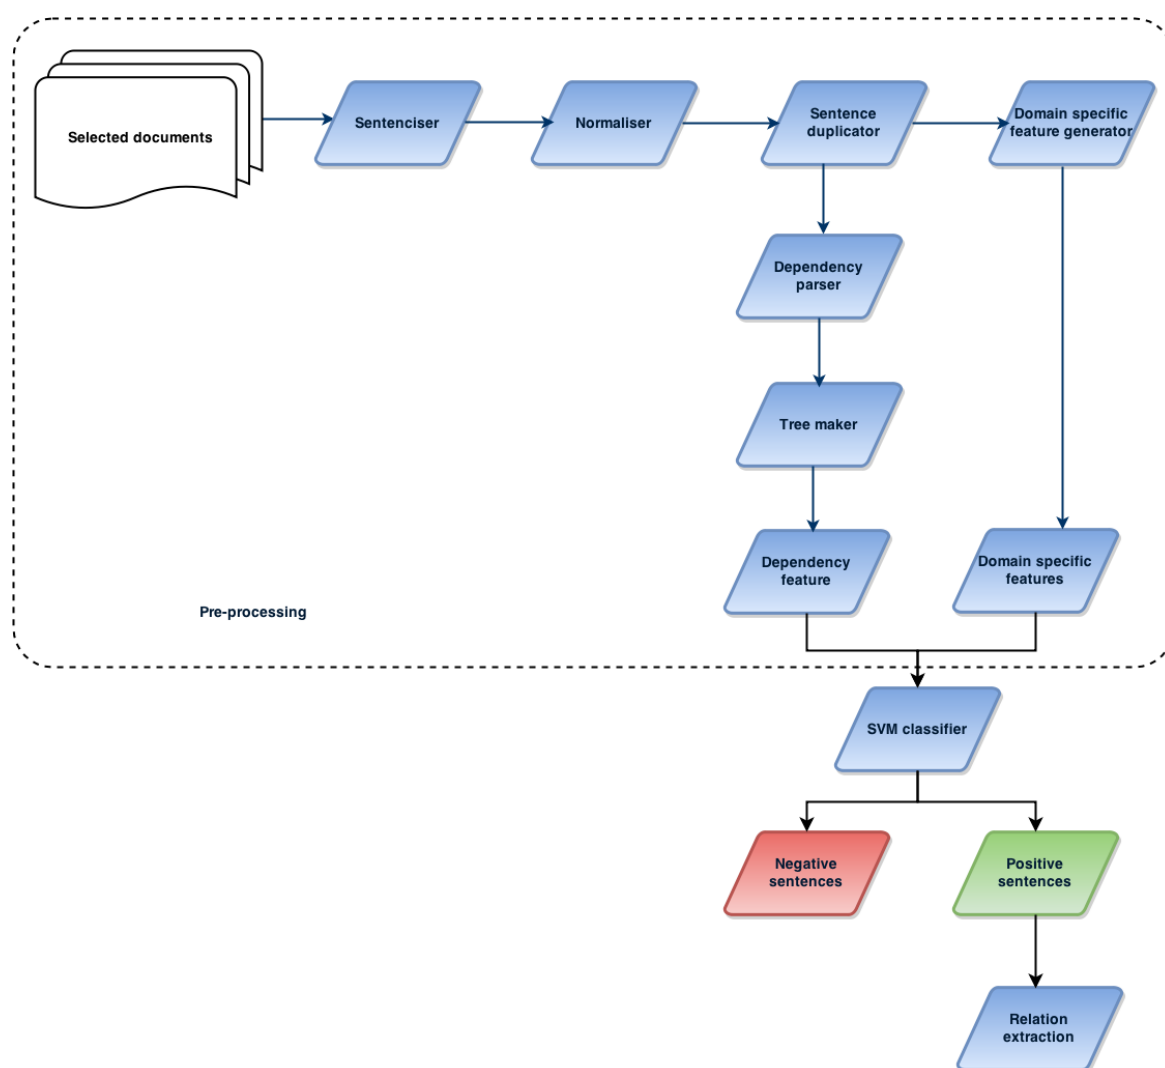 Selected documents
Sentenciser
Normaliser
Sentence
duplicator
Domain specific
feature generator
Dependency
parser
Tree maker
Dependency
feature
Domain specific
features
Pre-processing
SVM classifier
Negative
sentences
Positive
sentences
Relation
extraction